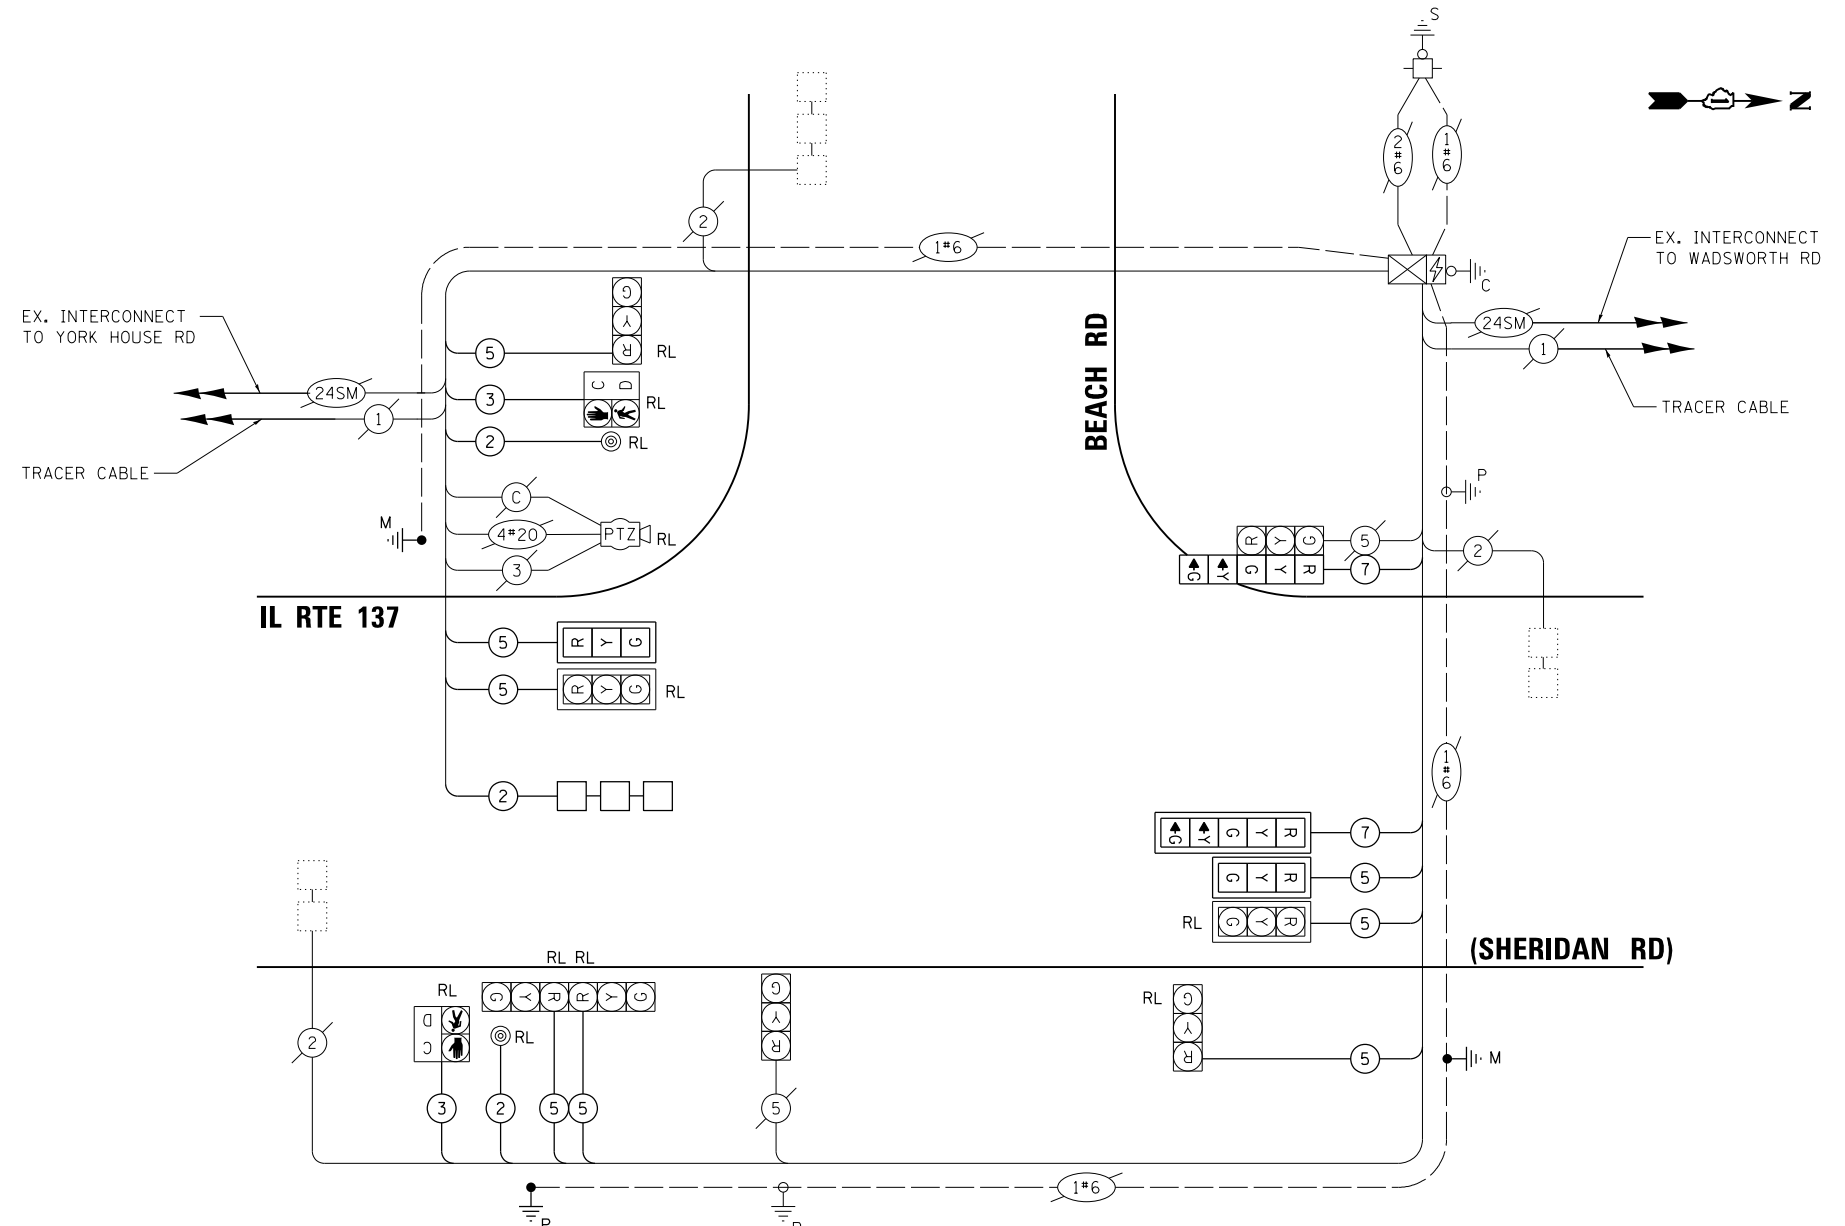 S
2#6
1#6
N
2
1#6
EX. INTERCONNECT
TO WADSWORTH RD
C
24SM
1
TRACER CABLE
EX. INTERCONNECT
TO YORK HOUSE RD
24SM
1
TRACER CABLE
G
Y
R
RL
5
C D
3
RL
2
RL
C
4#20
PTZ
RL
3
M
BEACH RD
P
R Y G
5
2
G Y G Y R
7
IL RTE 137
5
R Y G
5
R Y G
RL
2
1#6
G Y G Y R
7
G Y R
5
RL
G Y R
5
(SHERIDAN RD)
RL RL
RL
G Y R R Y G
D
C
RL
2
3
2
5
5
G
Y
R
5
RL
G
Y
R
5
M
1#6